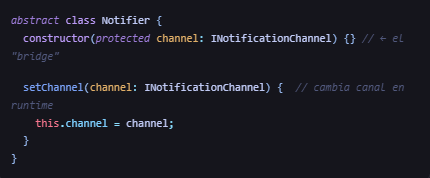 abstract class Notifier {
constructor(protected channel: INotificationChannel) {} // ← el
"bridge"
setChannel(channel: INotificationChannel) { // cambia canal en
runtime
this.channel = channel;
}
}